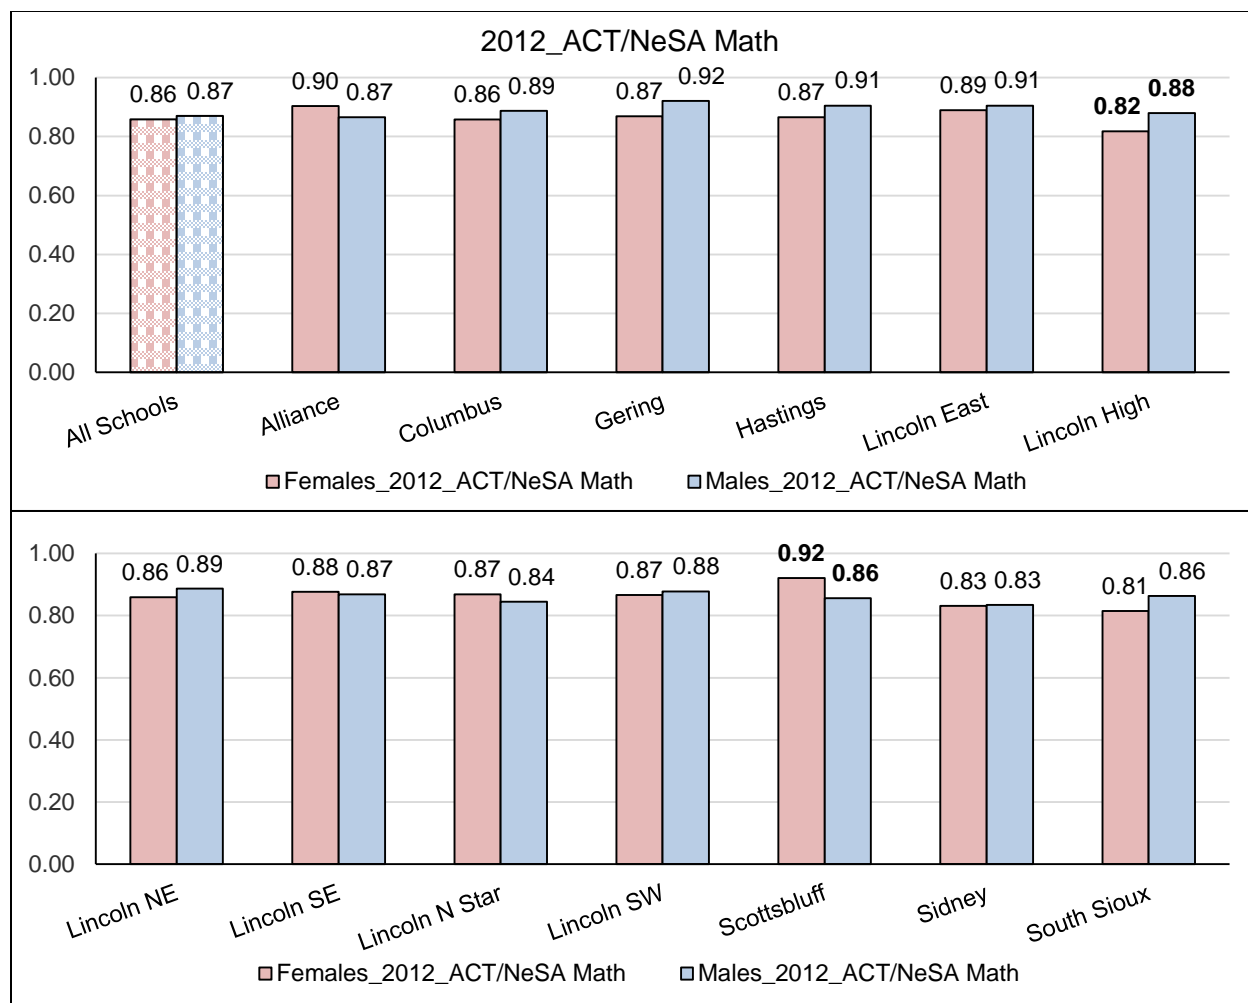 2012_ACT/NeSA Math
1.00
0.80
0.60
0.40
0.20
0.00
0.86 0.87 0.90 0.87 0.86 0.89 0.87 0.92 0.87 0.91 0.89 0.91 0.82 0.88
All Schools Alliance Columbus Gering Hastings Lincoln East Lincoln High
Females_2012_ACT/NeSA Math Males_2012_ACT/NeSA Math
1.00
0.80
0.60
0.40
0.20
0.00
0.86 0.89 0.88 0.87 0.87 0.84 0.87 0.88 0.92 0.86 0.83 0.83 0.81 0.86
Lincoln NE Lincoln SE Lincoln N Star Lincoln SW Scottsbluff Sidney South Sioux
Females_2012_ACT/NeSA Math Males_2012_ACT/NeSA Math